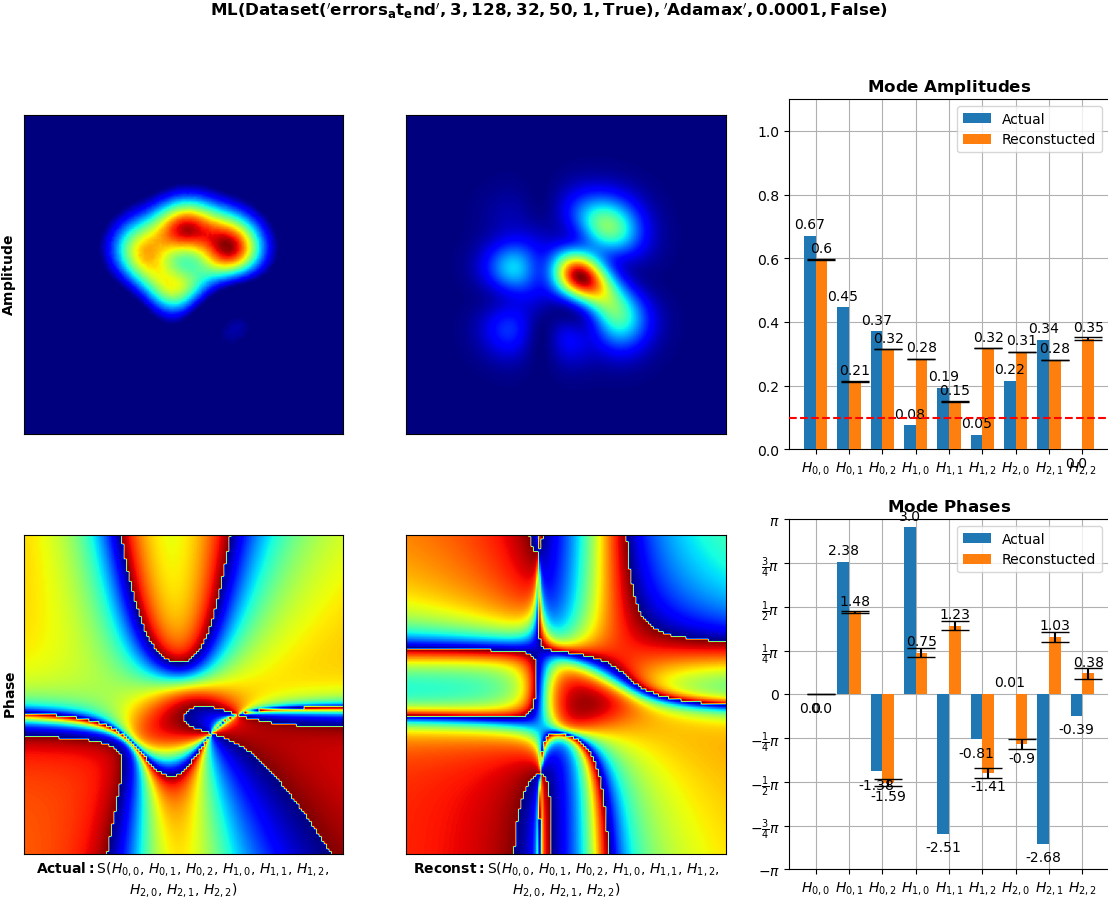 ML(Dataset('errorsₐtₑnd', 3, 128, 32, 50, 1, True), 'Adamax', 0.0001, False)
Amplitude
Mode Amplitudes
Actual
Reconstucted
1.0
0.8
0.6
0.4
0.2
0.0
0.67
0.6
0.45
0.21
0.37
0.32
0.08
0.28
0.19
0.15
0.05
0.32
0.22
0.31
0.34
0.28
0.0
0.35
H0,0 H0,1 H0,2 H1,0 H1,1 H1,2 H2,0 H2,1 H2,2
Phase
Mode Phases
Actual
Reconstucted
π
3/4π
1/2π
1/4π
0
−1/4π
−1/2π
−3/4π
−π
0.0
0.0
2.38
1.48
-1.38
-1.59
3.0
0.75
-2.51
1.23
-0.81
-1.41
0.01
-0.9
-2.68
1.03
-0.39
0.38
H0,0 H0,1 H0,2 H1,0 H1,1 H1,2 H2,0 H2,1 H2,2
Actual: S(H0,0, H0,1, H0,2, H1,0, H1,1, H1,2,
H2,0, H2,1, H2,2)
Reconst: S(H0,0, H0,1, H0,2, H1,0, H1,1, H1,2,
H2,0, H2,1, H2,2)